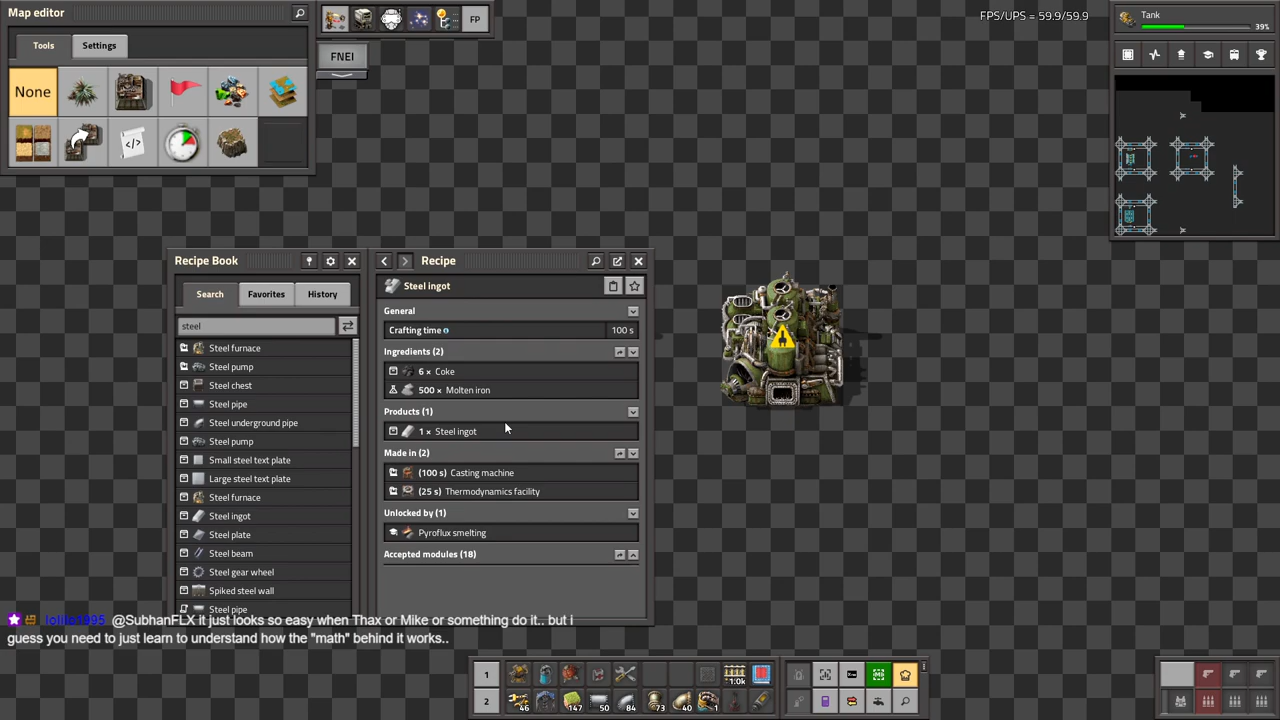 Map editor
Tools
Settings
None
FP
FNEI
FPS/UPS = 59.9/59.9
Tank
39%
Recipe Book
Search
Favorites
History
steel
Steel furnace
Steel pump
Steel chest
Steel pipe
Steel underground pipe
Steel pump
Small steel text plate
Large steel text plate
Steel furnace
Steel ingot
Steel plate
Steel beam
Steel gear wheel
Spiked steel wall
Steel pipe
Recipe
Steel ingot
General
Crafting time
100 s
Ingredients (2)
6 × Coke
500 × Molten iron
Products (1)
1 × Steel ingot
Made in (2)
(100 s) Casting machine
(25 s) Thermodynamics facility
Unlocked by (1)
Pyroflux smelting
Accepted modules (18)
@SubhanFLX it just looks so easy when Thax or Mike or something do it.. but i
guess you need to just learn to understand how the "math" behind it works..
1
1.0k
2
46
147
50
84
73
40
1